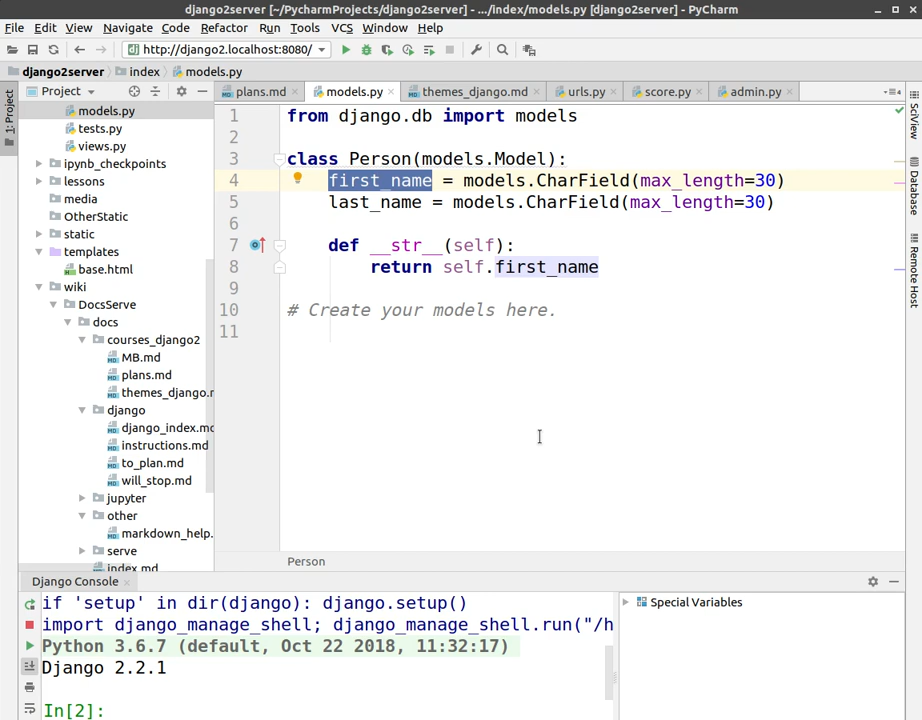 django2server [~/PycharmProjects/django2server] - .../index/models.py [django2server] - PyCharm
File Edit View Navigate Code Refactor Run Tools VCS Window Help
http://django2.localhost:8080/
django2server index models.py
Project
plans.md models.py themes_django.md urls.py score.py admin.py
1: Project
models.py
tests.py
views.py
ipynb_checkpoints
lessons
media
OtherStatic
static
templates
base.html
wiki
DocsServe
docs
courses_django2
MB.md
plans.md
themes_django.r
django
django_index.mc
instructions.md
to_plan.md
will_stop.md
jupyter
other
markdown_help.
serve
index.md
1 from django.db import models
2
3 class Person(models.Model):
4 first_name = models.CharField(max_length=30)
5 last_name = models.CharField(max_length=30)
6
7 def __str__(self):
8 return self.first_name
9
10 # Create your models here.
11
Person
SciView
Database
Remote Host
Django Console
if 'setup' in dir(django): django.setup()
import django_manage_shell; django_manage_shell.run("/h
Python 3.6.7 (default, Oct 22 2018, 11:32:17)
Django 2.2.1
In[2]:
Special Variables